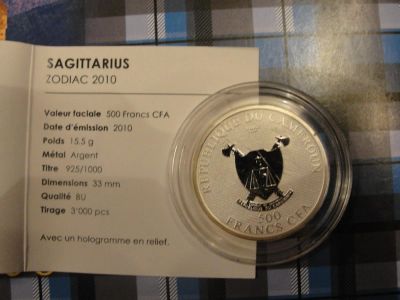 SAGITTARIUS
ZODIAC 2010
Valeur faciale 500 Francs CFA
Date d'émission 2010
Poids 15.5 g
Métal Argent
Titre 925/1000
Dimensions 33 mm
Qualité BU
Tirage 3'000 pcs
Avec un hologramme en relief.
REPUBLIQUE DU CAMEROUN
500
FRANCS CFA